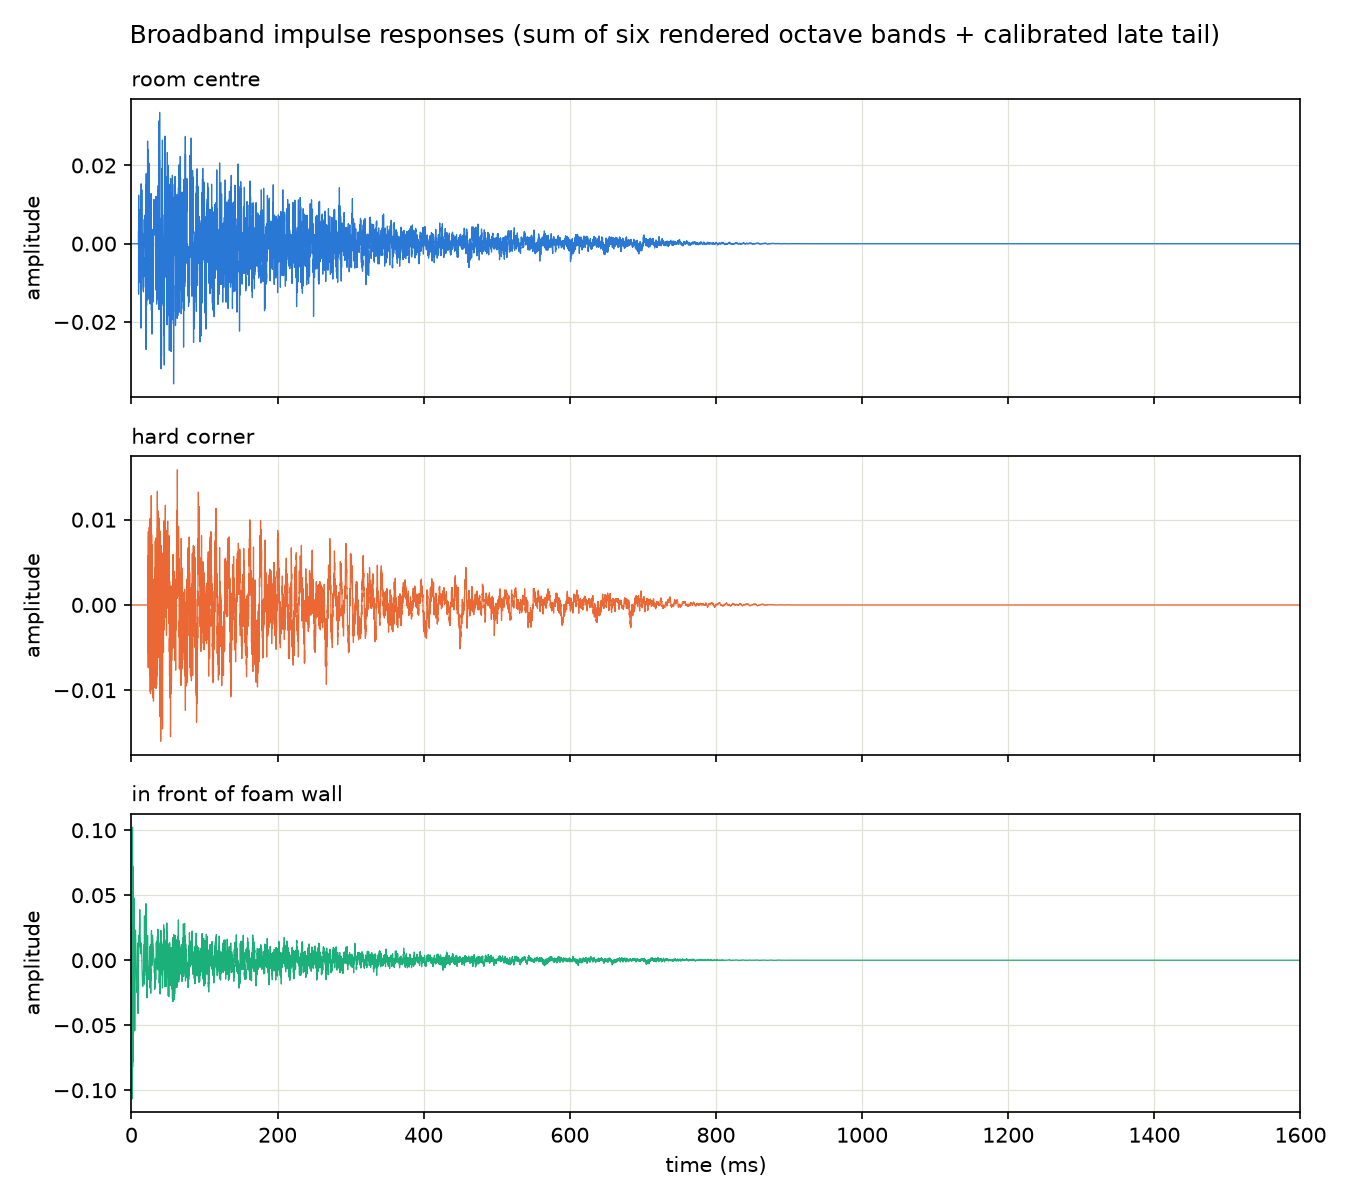 Broadband impulse responses (sum of six rendered octave bands + calibrated late tail)
room centre
0.02
0.00
−0.02
amplitude
hard corner
0.01
0.00
−0.01
amplitude
in front of foam wall
0.10
0.05
0.00
−0.05
−0.10
amplitude
0 200 400 600 800 1000 1200 1400 1600
time (ms)